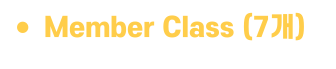 • Member Class (7개)